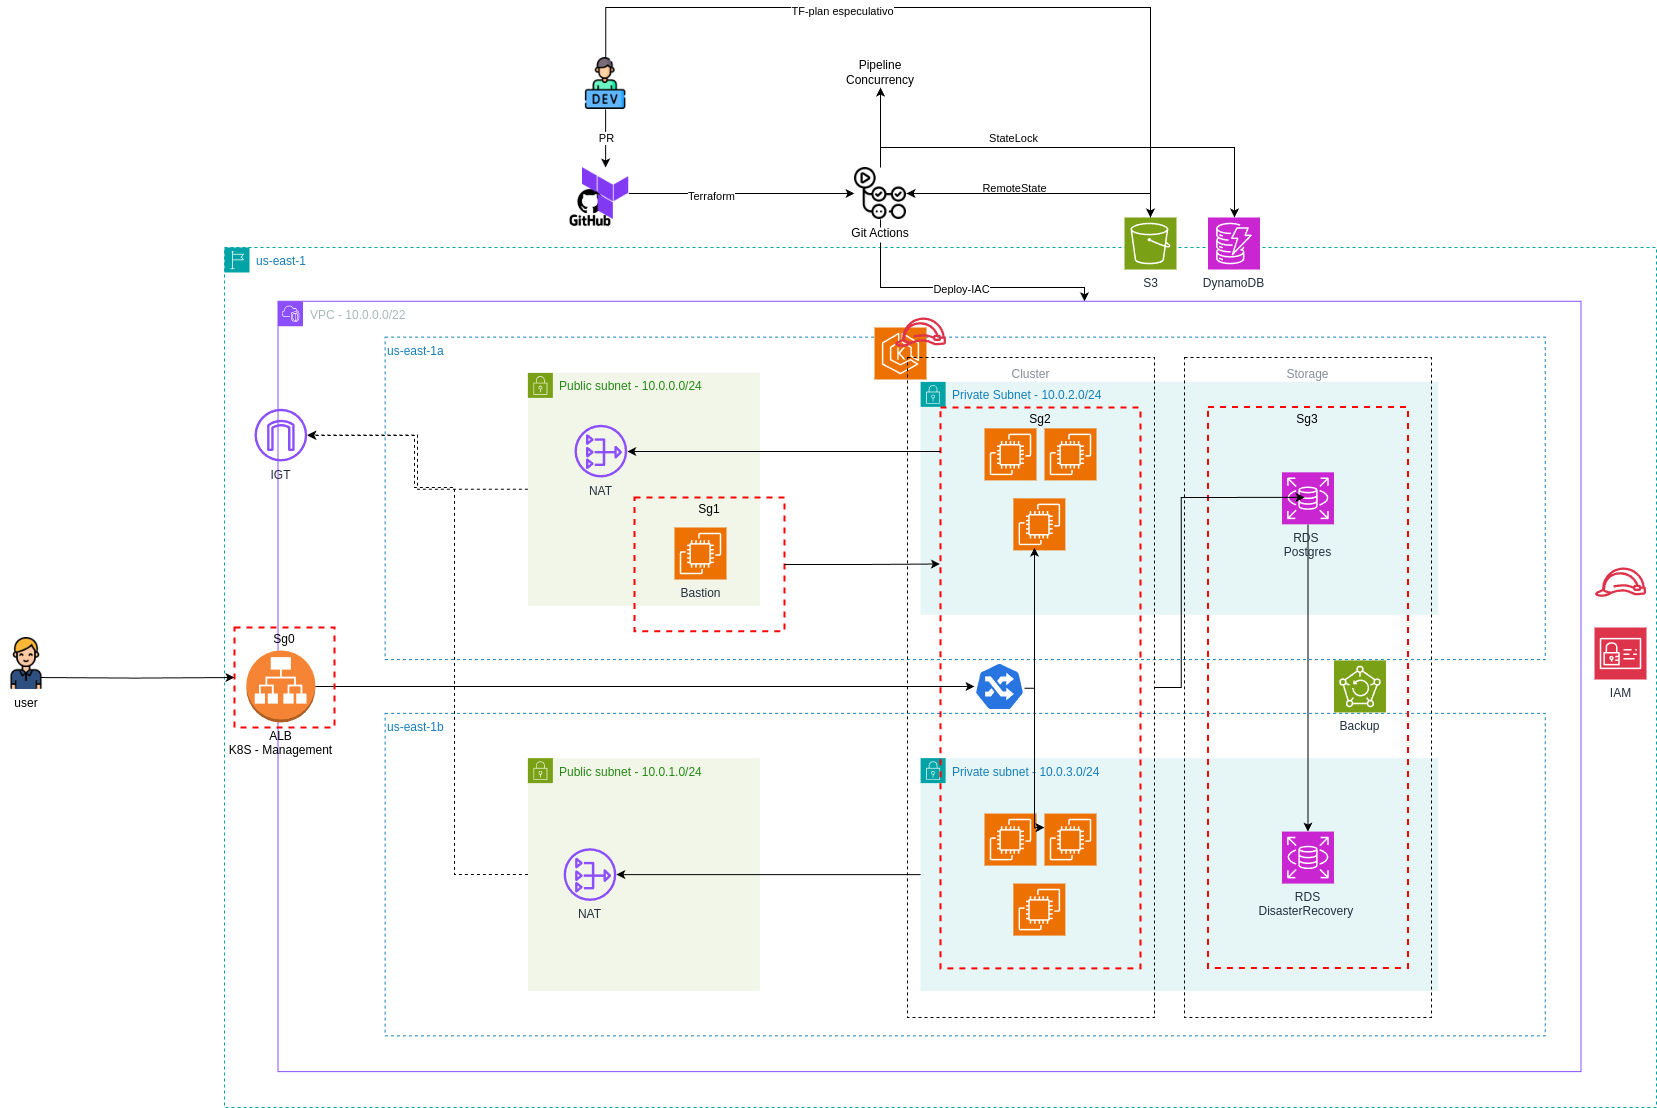 TF-plan especulativo
Pipeline
Concurrency
DEV
PR
StateLock
Terraform
RemoteState
GitHub
Git Actions
us-east-1
S3
DynamoDB
Deploy-IAC
VPC - 10.0.0.0/22
us-east-1a
K
Cluster
Storage
Public subnet - 10.0.0.0/24
Private Subnet - 10.0.2.0/24
Sg2
Sg3
IGT
NAT
Sg1
RDS
Postgres
Bastion
Sg0
user
IAM
ALB
K8S - Management
Backup
us-east-1b
Public subnet - 10.0.1.0/24
Private subnet - 10.0.3.0/24
NAT
RDS
DisasterRecovery